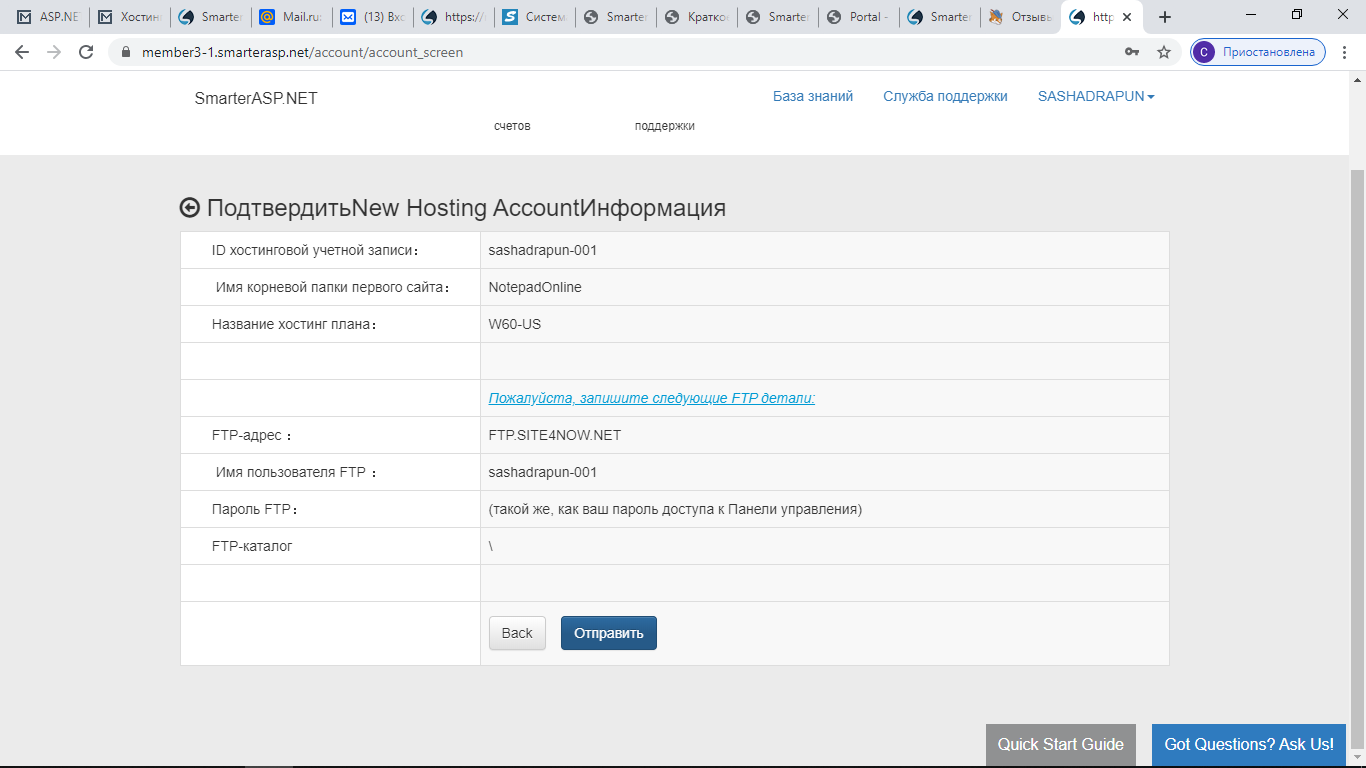 ASP.NE
Хостинг
Smarter
Mail.ru:
(13) Вхо
https://
Систем
Smarter
Кратко
Smarter
Portal -
Smarter
Отзывы
http
member3-1.smarterasp.net/account/account_screen
С Приостановлена
SmarterASP.NET
База знаний
Служба поддержки
SASHADRAPUN
счетов
поддержки
ПодтвердитьNew Hosting AccountИнформация
ID хостинговой учетной записи: sashadrapun-001
Имя корневой папки первого сайта: NotepadOnline
Название хостинг плана: W60-US
Пожалуйста, запишите следующие FTP детали:
FTP-адрес : FTP.SITE4NOW.NET
Имя пользователя FTP : sashadrapun-001
Пароль FTP: (такой же, как ваш пароль доступа к Панели управления)
FTP-каталог \
Back Отправить
Quick Start Guide
Got Questions? Ask Us!